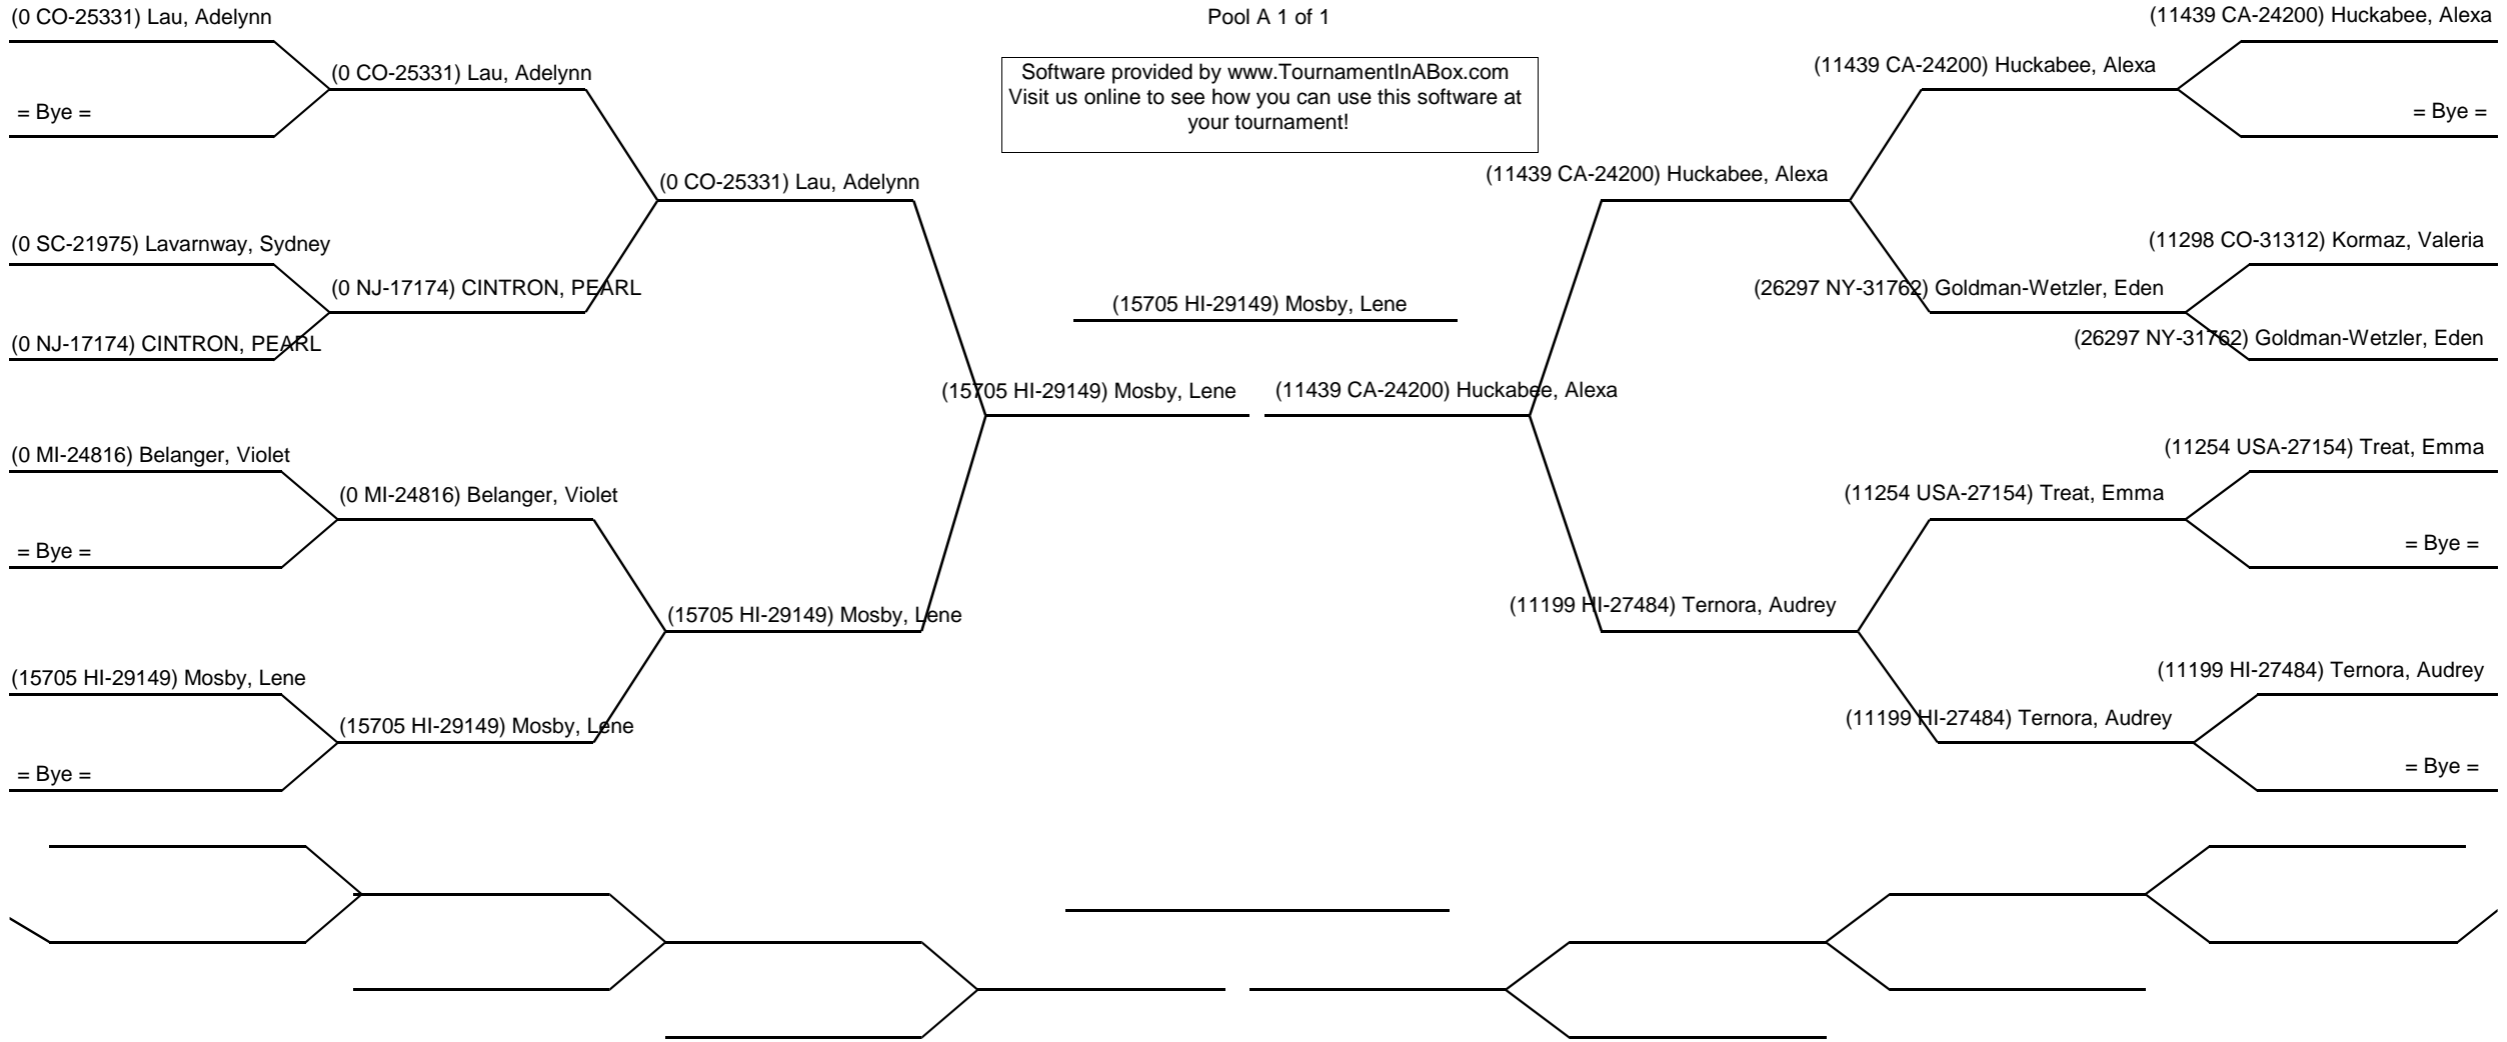 (0 CO-25331) Lau, Adelynn
Pool A 1 of 1
(11439 CA-24200) Huckabee, Alexa
Software provided by www.TournamentInABox.com
Visit us online to see how you can use this software at
your tournament!
(0 CO-25331) Lau, Adelynn
(11439 CA-24200) Huckabee, Alexa
= Bye =
= Bye =
(0 CO-25331) Lau, Adelynn
(11439 CA-24200) Huckabee, Alexa
(0 SC-21975) Lavarnway, Sydney
(11298 CO-31312) Kormaz, Valeria
(0 NJ-17174) CINTRON, PEARL
(15705 HI-29149) Mosby, Lene
(26297 NY-31762) Goldman-Wetzler, Eden
(0 NJ-17174) CINTRON, PEARL
(26297 NY-31762) Goldman-Wetzler, Eden
(15705 HI-29149) Mosby, Lene
(11439 CA-24200) Huckabee, Alexa
(0 MI-24816) Belanger, Violet
(11254 USA-27154) Treat, Emma
(0 MI-24816) Belanger, Violet
(11254 USA-27154) Treat, Emma
= Bye =
= Bye =
(15705 HI-29149) Mosby, Lene
(11199 HI-27484) Ternora, Audrey
(15705 HI-29149) Mosby, Lene
(11199 HI-27484) Ternora, Audrey
(15705 HI-29149) Mosby, Lene
(11199 HI-27484) Ternora, Audrey
= Bye =
= Bye =